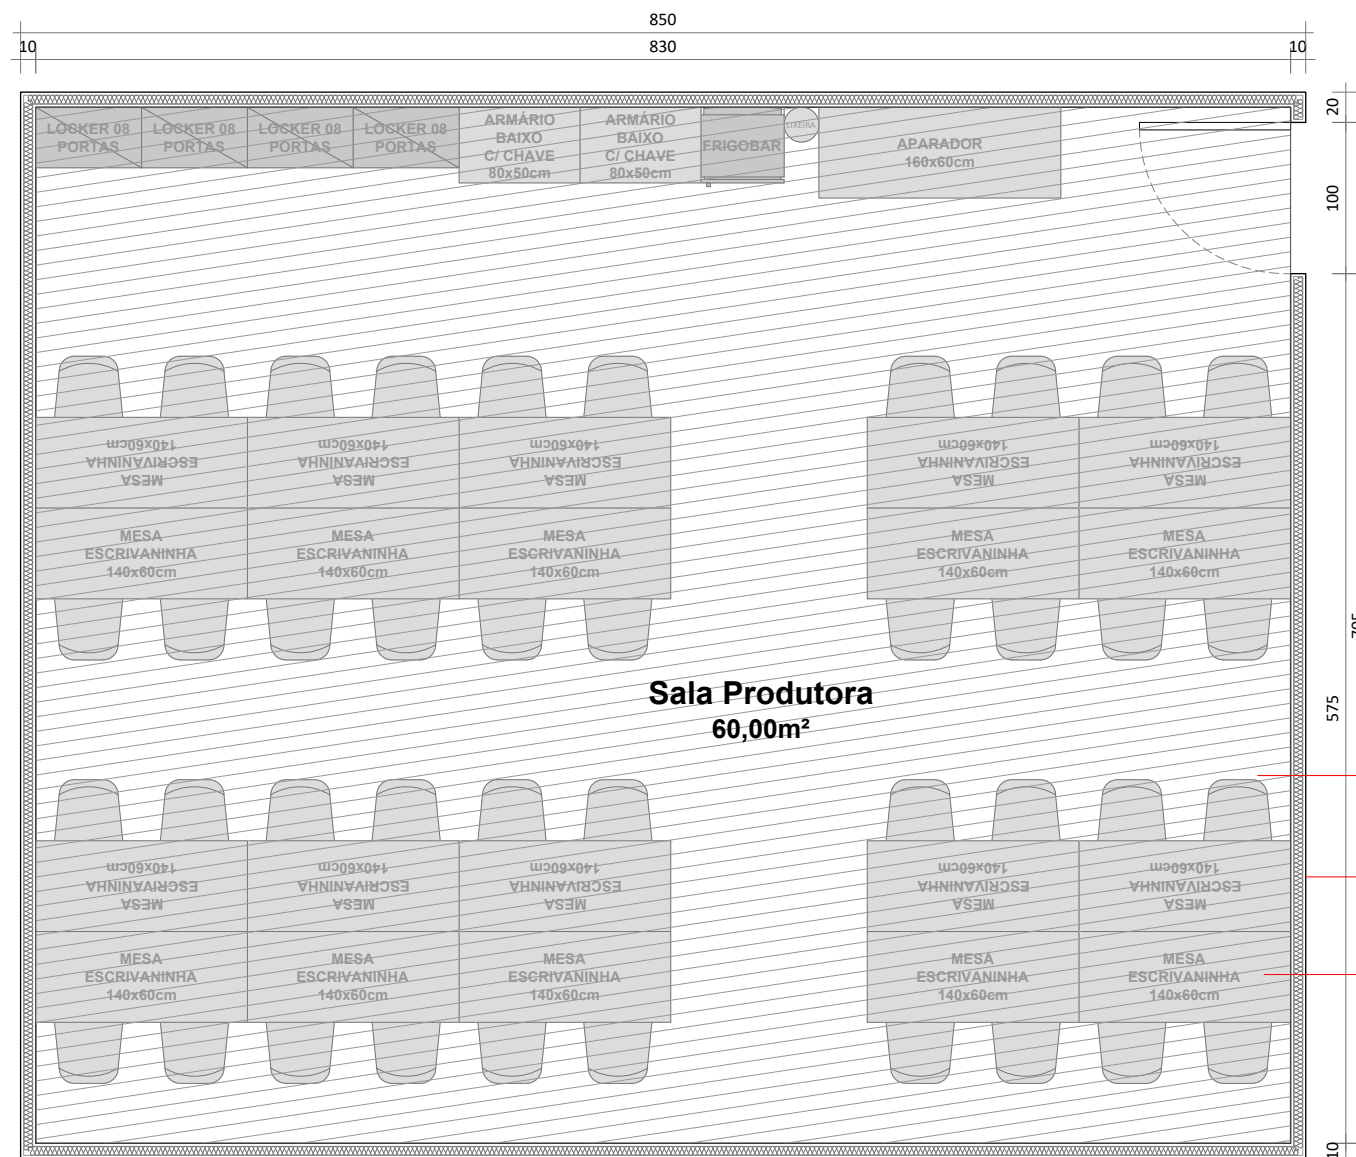 850
10
830
10
20
LOCKER 08
PORTAS
LOCKER 08
PORTAS
LOCKER 08
PORTAS
LOCKER 08
PORTAS
ARMÁRIO
BAIXO
C/ CHAVE
80x50cm
ARMÁRIO
BAIXO
C/ CHAVE
80x50cm
FRIGOBAR
LIXEIRA
APARADOR
160x60cm
100
MESA
ESCRIVANINHA
140x60cm
MESA
ESCRIVANINHA
140x60cm
MESA
ESCRIVANINHA
140x60cm
MESA
ESCRIVANINHA
140x60cm
MESA
ESCRIVANINHA
140x60cm
MESA
ESCRIVANINHA
140x60cm
MESA
ESCRIVANINHA
140x60cm
MESA
ESCRIVANINHA
140x60cm
MESA
ESCRIVANINHA
140x60cm
MESA
ESCRIVANINHA
140x60cm
Sala Produtora
60,00m²
575
MESA
ESCRIVANINHA
140x60cm
MESA
ESCRIVANINHA
140x60cm
MESA
ESCRIVANINHA
140x60cm
MESA
ESCRIVANINHA
140x60cm
MESA
ESCRIVANINHA
140x60cm
MESA
ESCRIVANINHA
140x60cm
MESA
ESCRIVANINHA
140x60cm
MESA
ESCRIVANINHA
140x60cm
MESA
ESCRIVANINHA
140x60cm
MESA
ESCRIVANINHA
140x60cm
10